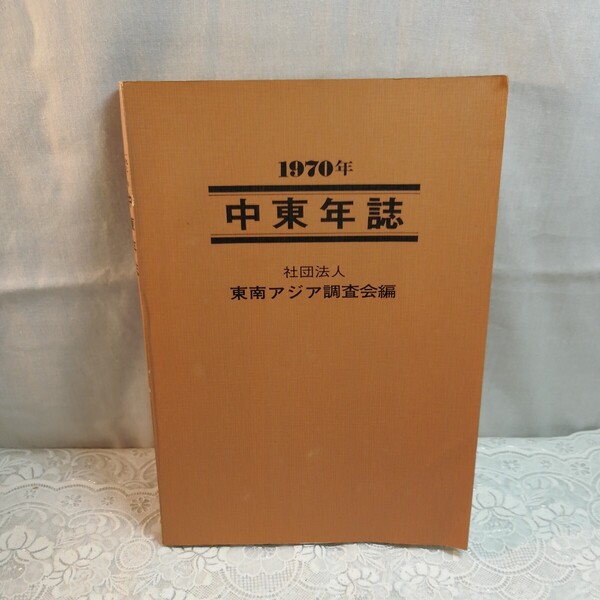 1970年
中東年誌
社団法人
東南アジア調査会編